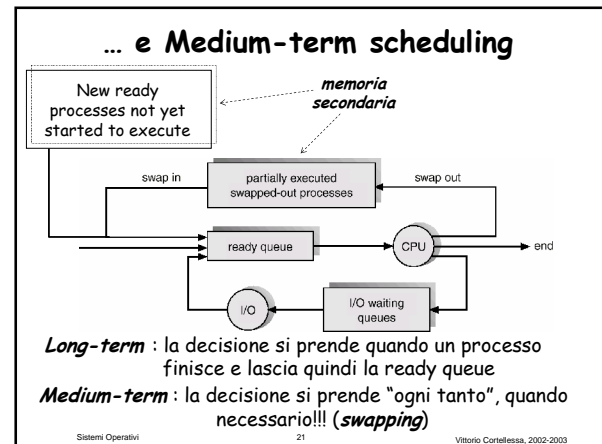 ... e Medium-term scheduling
New ready
processes not yet
started to execute
memoria
secondaria
swap in
partially executed
swapped-out processes
swap out
ready queue
CPU
end
I/O
I/O waiting
queues
Long-term : la decisione si prende quando un processo
finisce e lascia quindi la ready queue
Medium-term : la decisione si prende “ogni tanto”, quando
necessario!!! (swapping)
Sistemi Operativi
21
Vittorio Cortellessa, 2002-2003